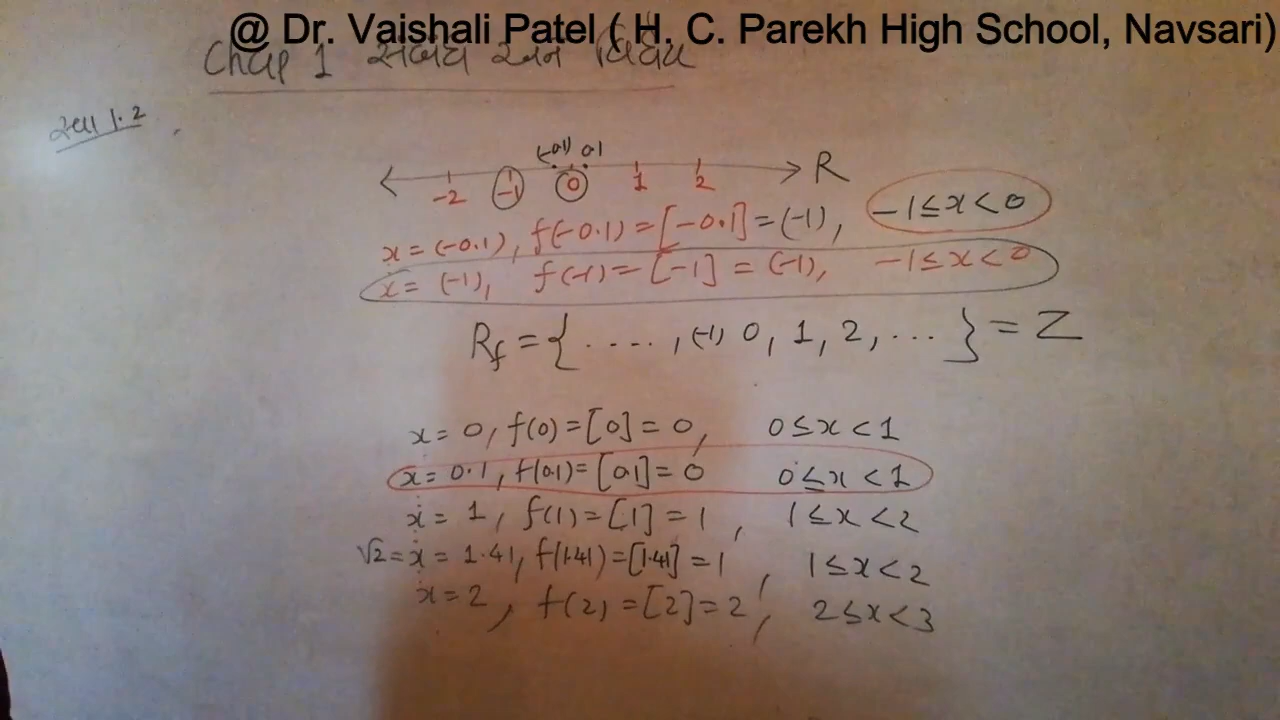 @ Dr. Vaishali Patel ( H. C. Parekh High School, Navsari)
Chap 1 સંબંધ અને વિધેય
સ્વા 1.2
(-0.1) 0.1
-2 -1 0 1 2 R
x = (-0.1), f(-0.1) = [-0.1] = (-1), -1 ≤ x < 0
x = (-1), f(-1) = [-1] = (-1), -1 ≤ x < 0
Rf = { ...., (-1) 0, 1, 2, ... } = Z
x = 0, f(0) = [0] = 0, 0 ≤ x < 1
x = 0.1, f(0.1) = [0.1] = 0 0 ≤ x < 1
x = 1, f(1) = [1] = 1, 1 ≤ x < 2
√2 = x = 1.41, f(1.41) = [1.41] = 1, 1 ≤ x < 2
x = 2, f(2) = [2] = 2, 2 ≤ x < 3